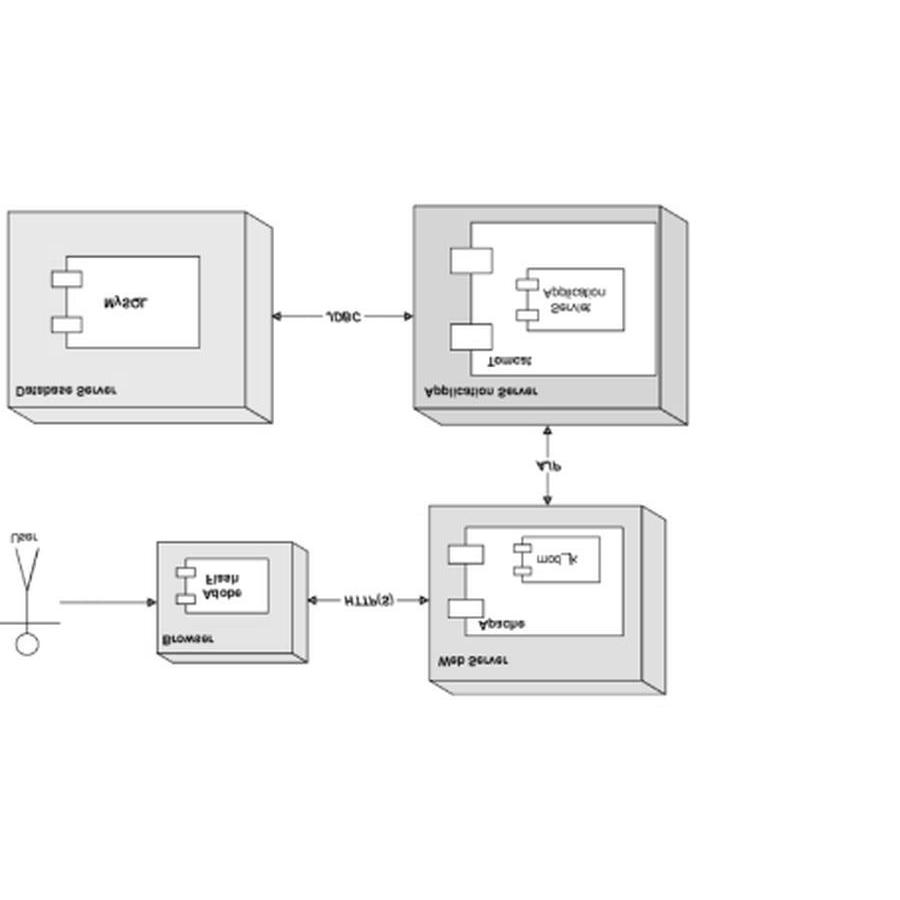 Web Server
Browser
Apache
Adobe
Flash
HTTP(S)
mod_jk
User
AJP
Database Server
Application Server
Tomcat
MySQL
JDBC
Servlet
Application